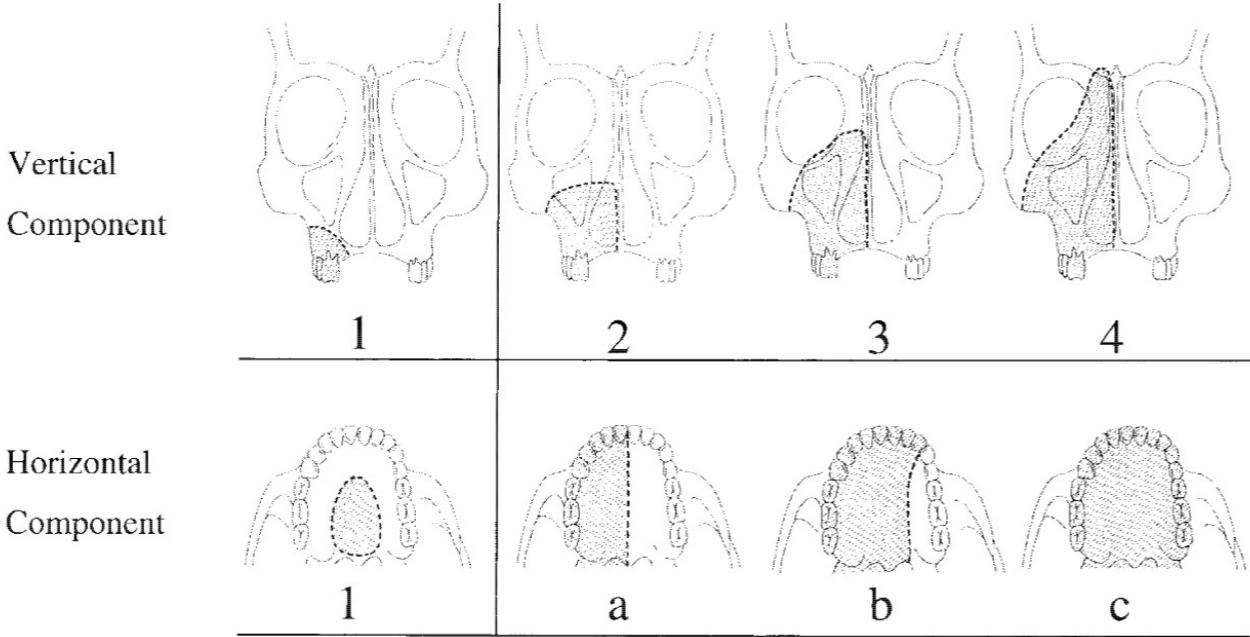 Vertical
Component
1 2 3 4
Horizontal
Component
1 a b c